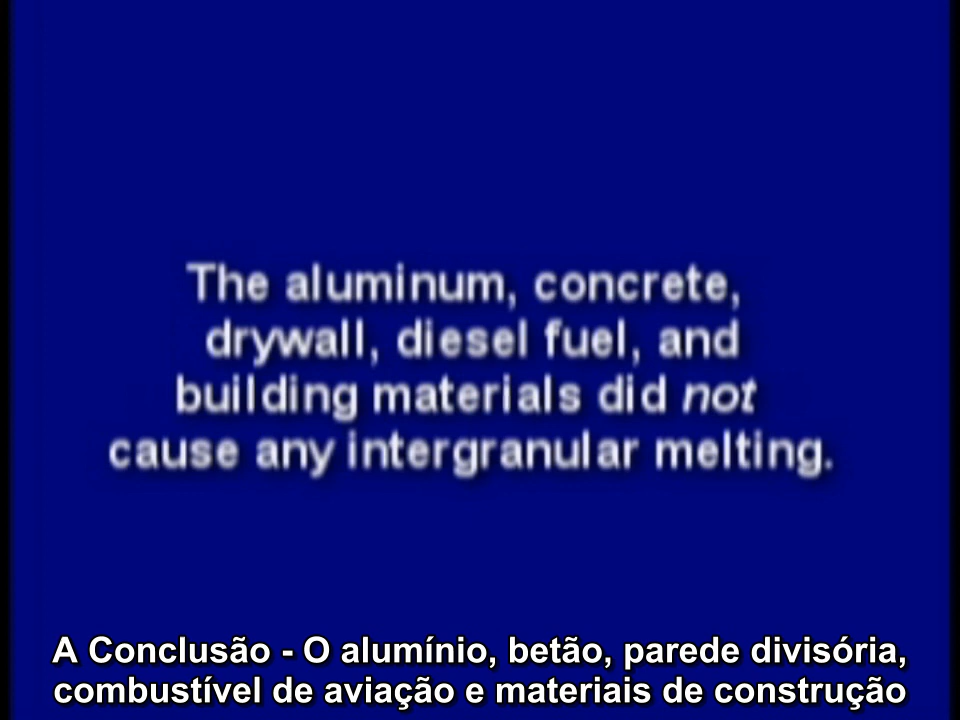 The aluminum, concrete,
drywall, diesel fuel, and
building materials did not
cause any intergranular melting.
A Conclusão - O alumínio, betão, parede divisória,
combustível de aviação e materiais de construção